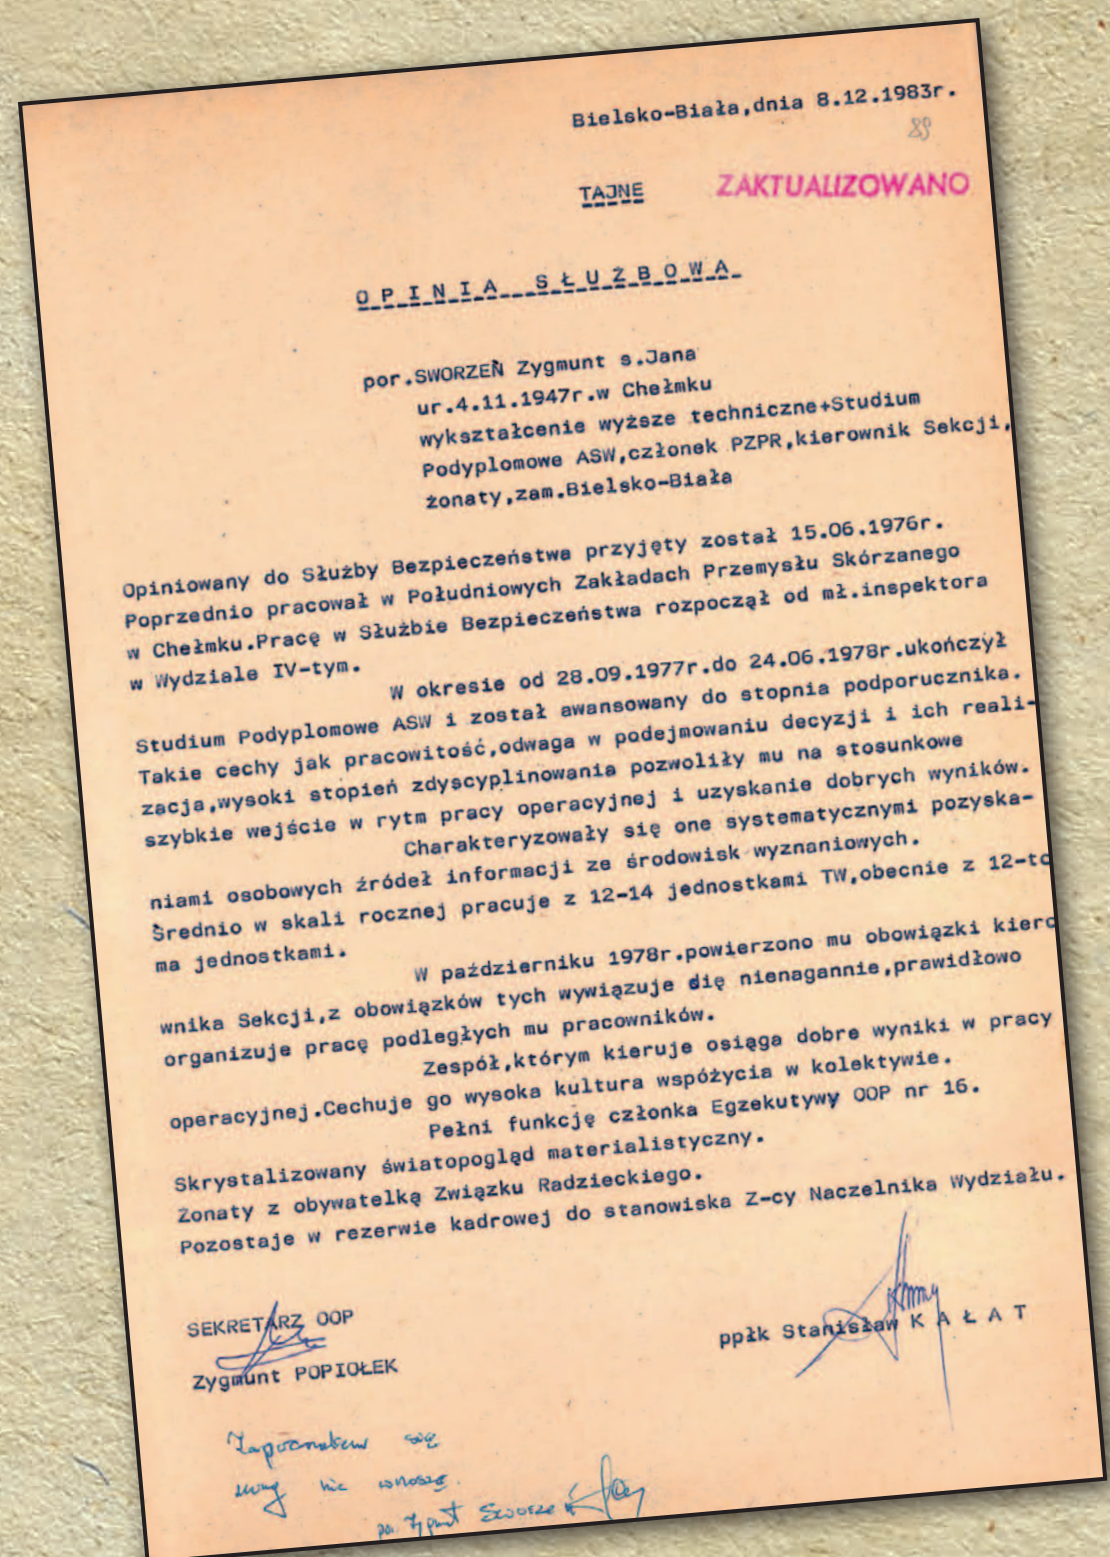 Bielsko-Biała,dnia 8.12.1983r.
89
TAJNE ZAKTUALIZOWANO
O P I N I A S Ł U Ż B O W A
por.SWORZEŃ Zygmunt s.Jana
ur.4.11.1947r.w Chełmku
wykształcenie wyższe techniczne+Studium
Podyplomowe ASW,członek PZPR,kierownik Sekcji,
żonaty,zam.Bielsko-Biała
Opiniowany do Służby Bezpieczeństwa przyjęty został 15.06.1976r.
Poprzednio pracował w Południowych Zakładach Przemysłu Skórzanego
w Chełmku.Pracę w Służbie Bezpieczeństwa rozpoczął od mł.inspektora
w Wydziale IV-tym.
W okresie od 28.09.1977r.do 24.06.1978r.ukończył
Studium Podyplomowe ASW i został awansowany do stopnia podporucznika.
Takie cechy jak pracowitość,odwaga w podejmowaniu decyzji i ich reali-
zacja,wysoki stopień zdyscyplinowania pozwoliły mu na stosunkowe
szybkie wejście w rytm pracy operacyjnej i uzyskanie dobrych wyników.
Charakteryzowały się one systematycznymi pozyska-
niami osobowych źródeł informacji ze środowisk wyznaniowych.
Średnio w skali rocznej pracuje z 12-14 jednostkami TW,obecnie z 12-to
ma jednostkami.
W październiku 1978r.powierzono mu obowiązki kiero
wnika Sekcji,z obowiązków tych wywiązuje się nienagannie,prawidłowo
organizuje pracę podległych mu pracowników.
Zespół,którym kieruje osiąga dobre wyniki w pracy
operacyjnej.Cechuje go wysoka kultura współżycia w kolektywie.
Pełni funkcję członka Egzekutywy OOP nr 16.
Skrystalizowany światopogląd materialistyczny.
Żonaty z obywatelką Związku Radzieckiego.
Pozostaje w rezerwie kadrowej do stanowiska Z-cy Naczelnika Wydziału.
SEKRETARZ OOP
Zygmunt POPIOŁEK
ppłk Stanisław K A Ł A T
Zapoznałem się
uwag nie wnoszę.
por. Zygmunt Sworzeń